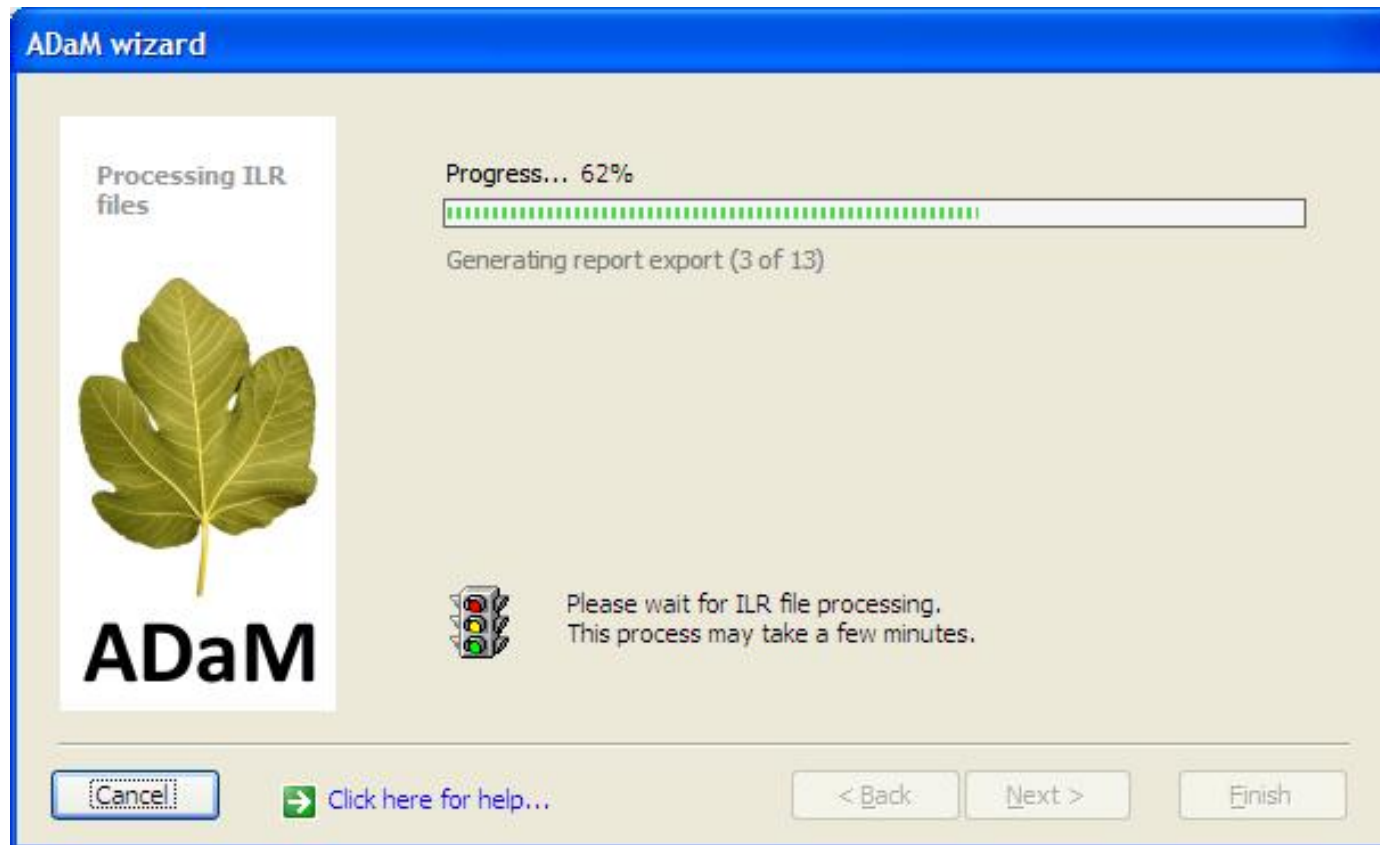 ADaM wizard
Processing ILR
files
ADaM
Progress... 62%
Generating report export (3 of 13)
Please wait for ILR file processing.
This process may take a few minutes.
Cancel
Click here for help...
< Back
Next >
Finish